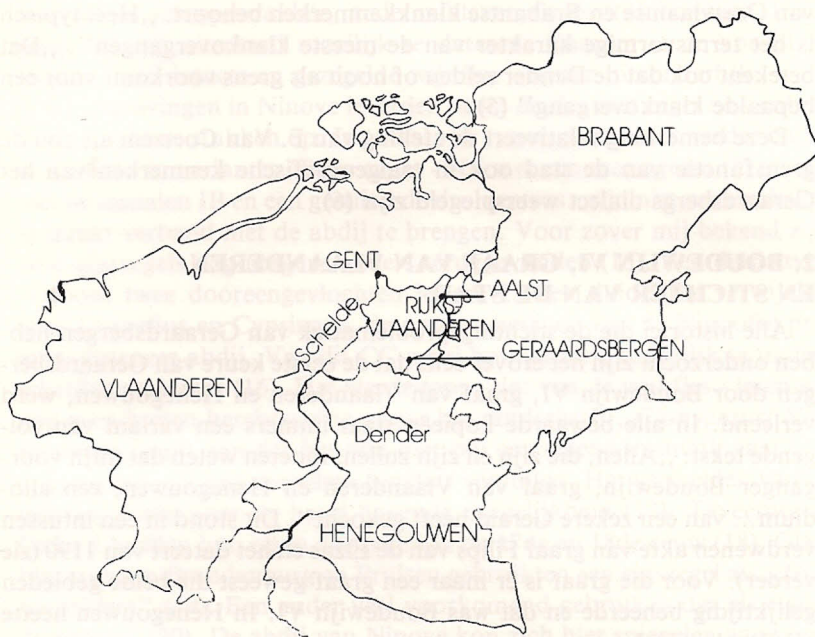 BRABANT
GENT
AALST
RIJKS
VLAANDEREN
Schelde
GERAARDSBERGEN
VLAANDEREN
Dender
HENEGOUWEN